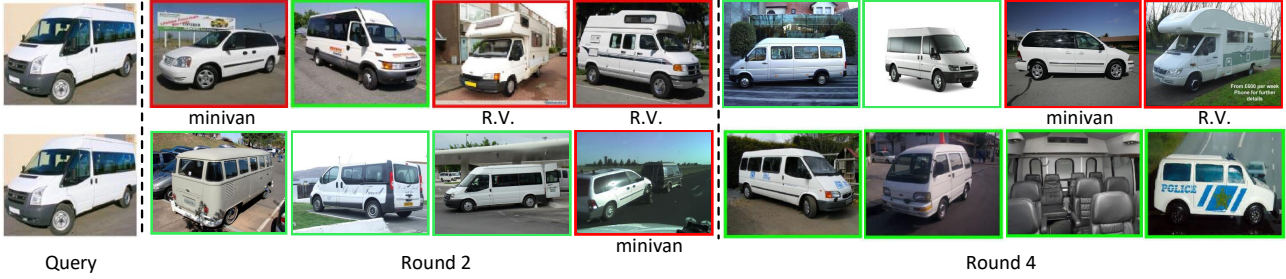 minivan
R.V.
R.V.
minivan
R.V.
From £600 per week
Phone for further
details
POLICE
minivan
Query
Round 2
Round 4